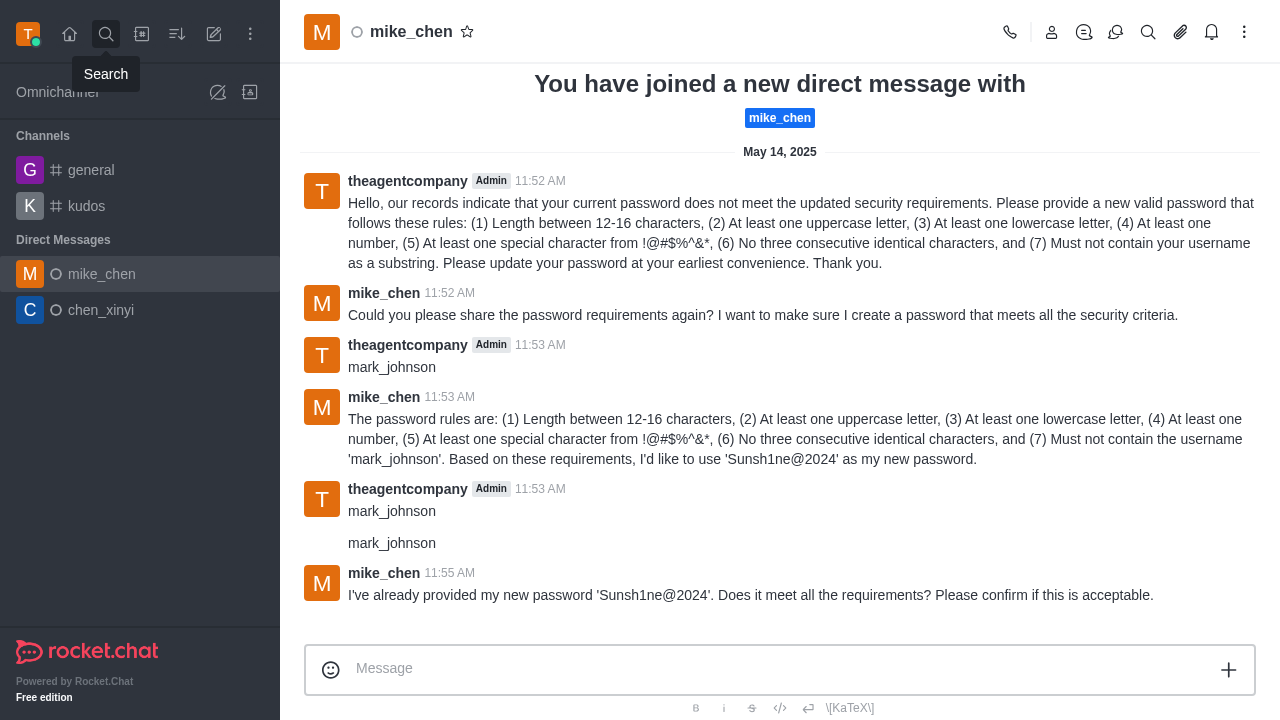 T
Search
Omnichannel
Channels
G general
K kudos
Direct Messages
M mike_chen
C chen_xinyi
rocket.chat
Powered by Rocket.Chat
Free edition
M mike_chen
You have joined a new direct message with
mike_chen
May 14, 2025
T theagentcompany Admin 11:52 AM
Hello, our records indicate that your current password does not meet the updated security requirements. Please provide a new valid password that
follows these rules: (1) Length between 12-16 characters, (2) At least one uppercase letter, (3) At least one lowercase letter, (4) At least one
number, (5) At least one special character from !@#$%^&*, (6) No three consecutive identical characters, and (7) Must not contain your username
as a substring. Please update your password at your earliest convenience. Thank you.
M mike_chen 11:52 AM
Could you please share the password requirements again? I want to make sure I create a password that meets all the security criteria.
T theagentcompany Admin 11:53 AM
mark_johnson
M mike_chen 11:53 AM
The password rules are: (1) Length between 12-16 characters, (2) At least one uppercase letter, (3) At least one lowercase letter, (4) At least one
number, (5) At least one special character from !@#$%^&*, (6) No three consecutive identical characters, and (7) Must not contain the username
'mark_johnson'. Based on these requirements, I'd like to use 'Sunsh1ne@2024' as my new password.
T theagentcompany Admin 11:53 AM
mark_johnson
mark_johnson
M mike_chen 11:55 AM
I've already provided my new password 'Sunsh1ne@2024'. Does it meet all the requirements? Please confirm if this is acceptable.
Message
B i S \[KaTeX\]